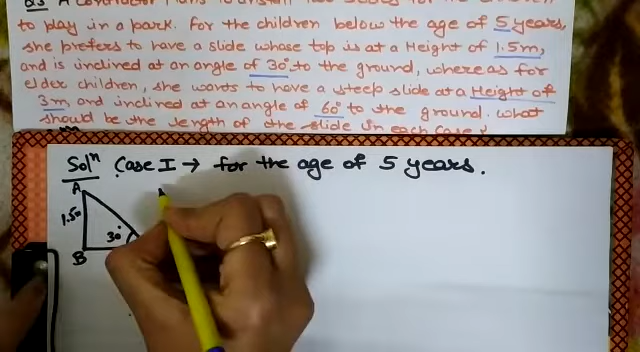 to play in a park. for the children below the age of 5 years,
she prefers to have a slide whose top is at a Height of 1.5m,
and is inclined at an angle of 30° to the ground, whereas for
elder children, she wants to have a steep slide at a Height of
3m, and inclined at an angle of 60° to the ground. what
should be the length of the slide in each case?
Solⁿ Case I → for the age of 5 years.
A
1.5m
30°
B